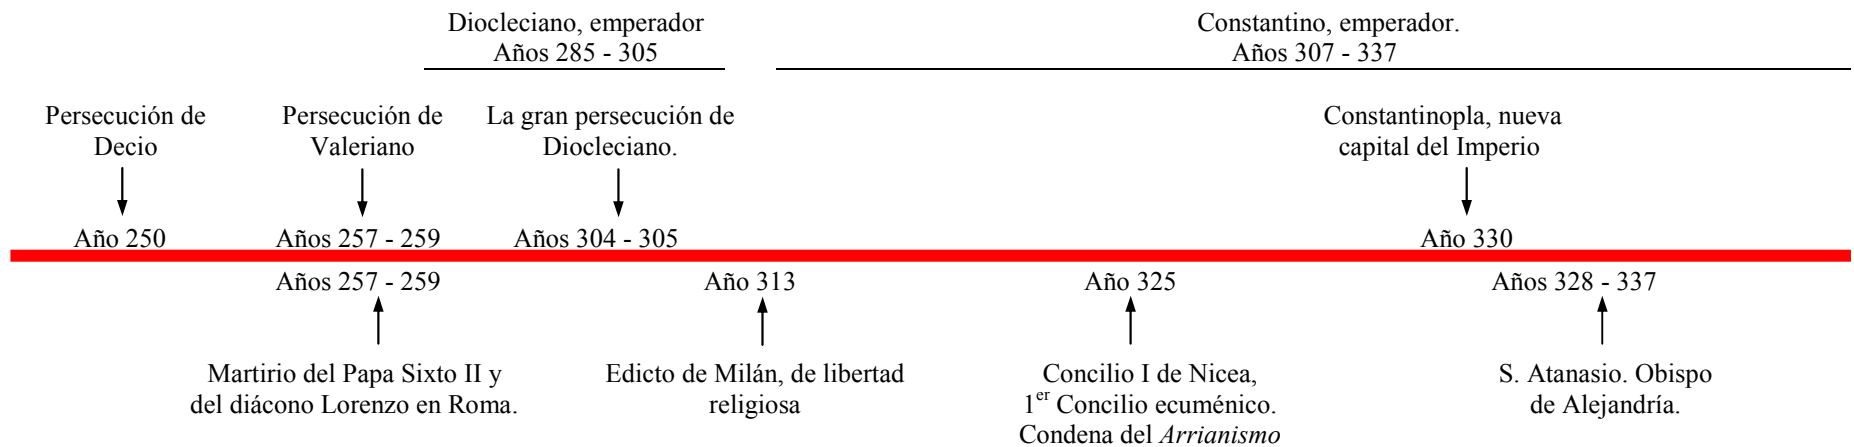 Diocleciano, emperador
Años 285 - 305
Constantino, emperador.
Años 307 - 337
Persecución de
Decio
Persecución de
Valeriano
La gran persecución de
Diocleciano.
Constantinopla, nueva
capital del Imperio
Año 250
Años 257 - 259
Años 304 - 305
Año 330
Años 257 - 259
Año 313
Año 325
Años 328 - 337
Martirio del Papa Sixto II y
del diácono Lorenzo en Roma.
Edicto de Milán, de libertad
religiosa
Concilio I de Nicea,
1er Concilio ecuménico.
Condena del Arrianismo
S. Atanasio. Obispo
de Alejandría.